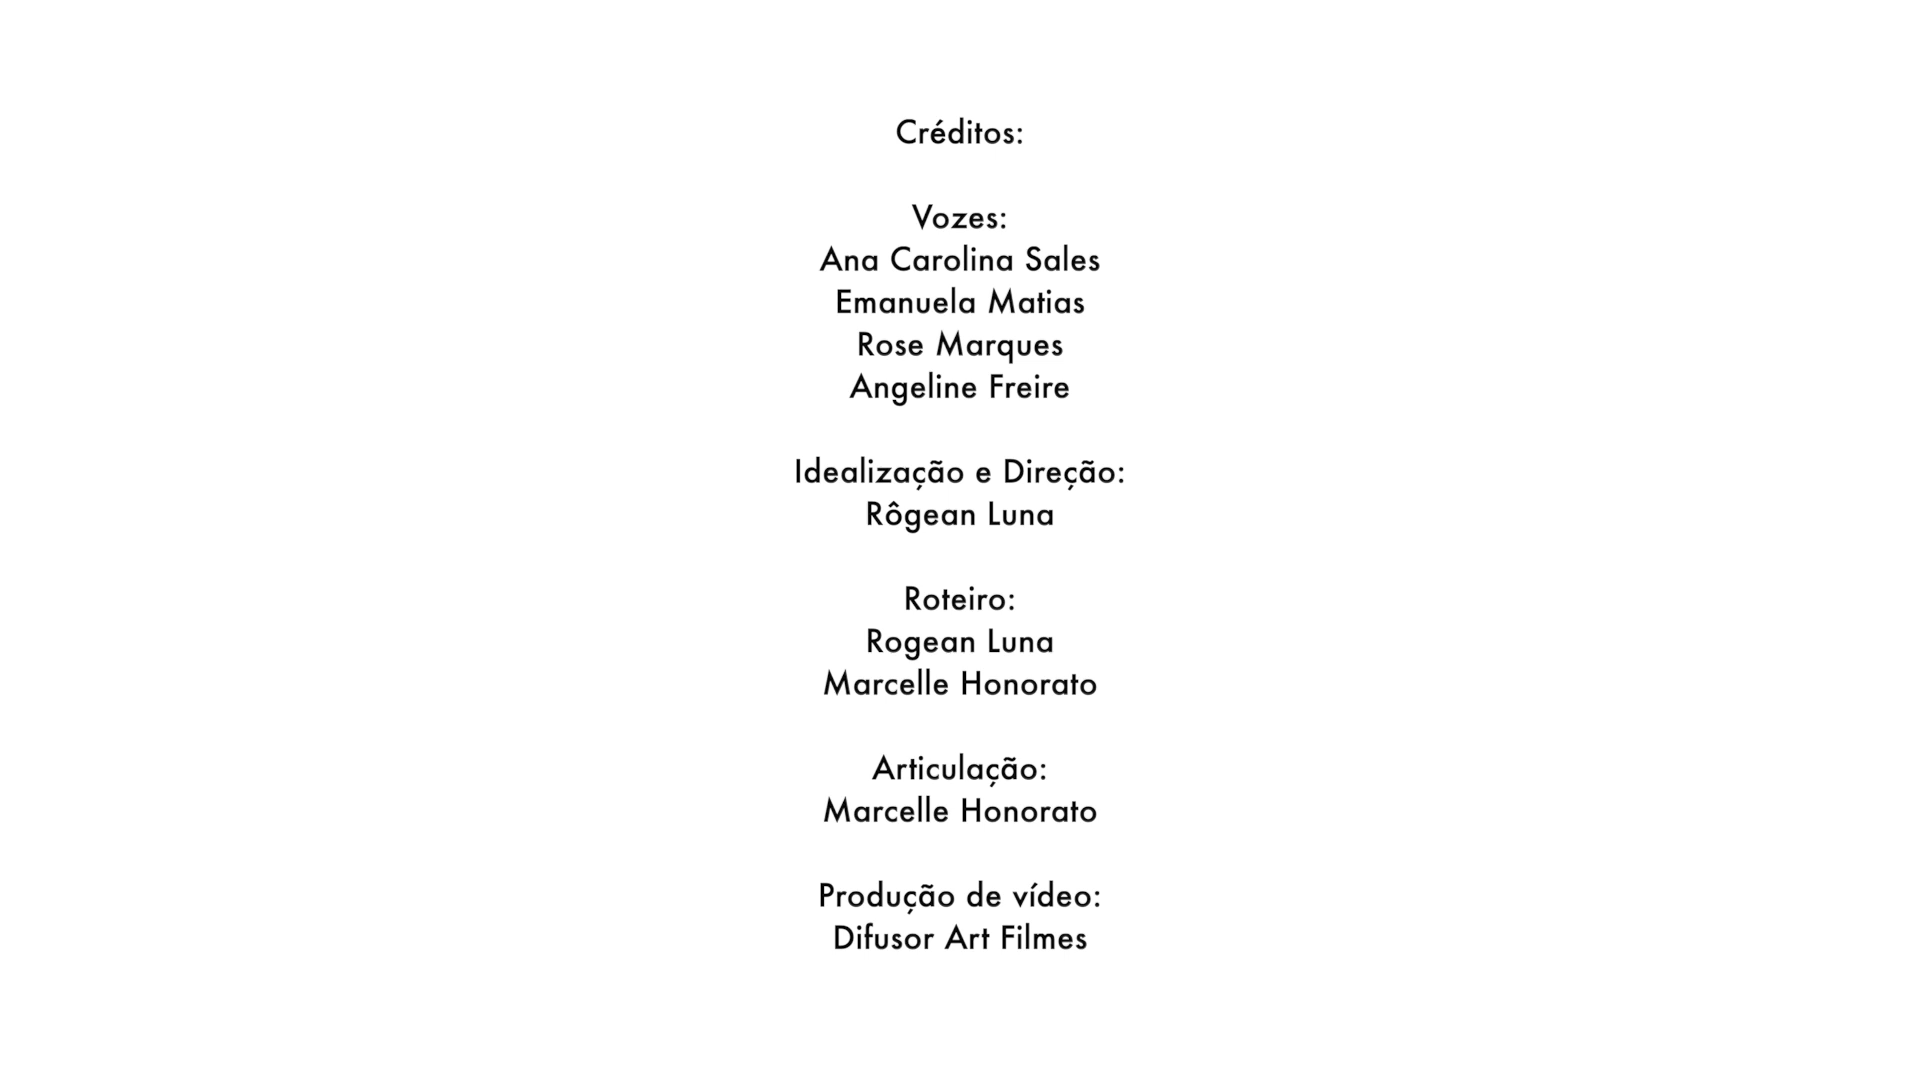 Créditos:
Vozes:
Ana Carolina Sales
Emanuela Matias
Rose Marques
Angeline Freire
Idealização e Direção:
Rôgean Luna
Roteiro:
Rogean Luna
Marcelle Honorato
Articulação:
Marcelle Honorato
Produção de vídeo:
Difusor Art Filmes